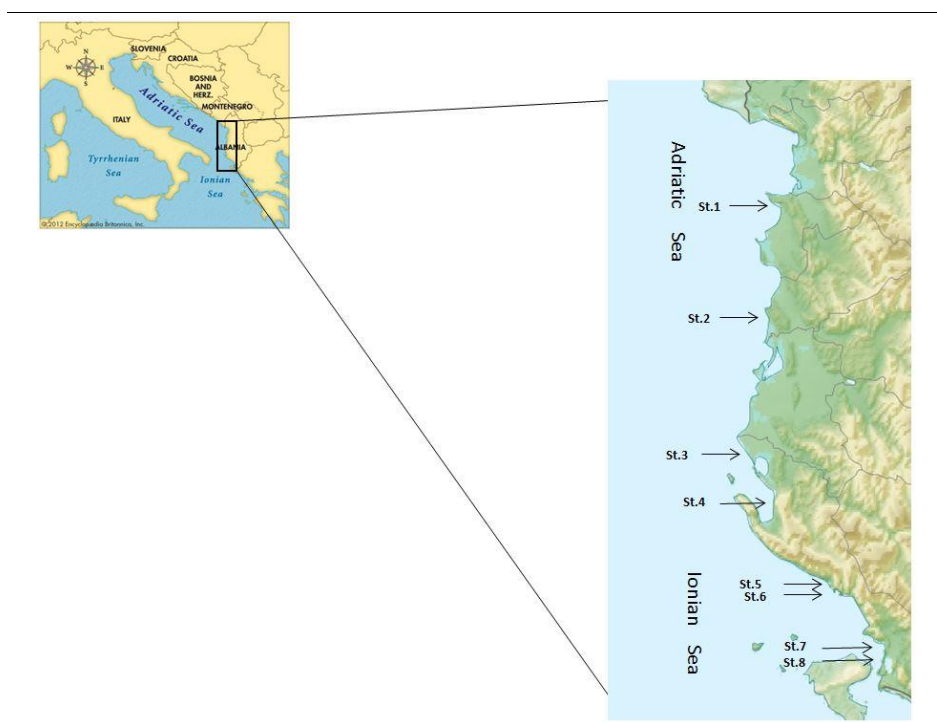 SLOVENIA
CROATIA
N
W
E
S
BOSNIA
AND
HERZ.
Adriatic Sea
MONTENEGRO
ITALY
ALBANIA
Tyrrhenian
Sea
Ionian
Sea
©2012 Encyclopædia Britannica, Inc.
Adriatic Sea
St.1
St.2
St.3
St.4
Ionian Sea
St.5
St.6
St.7
St.8